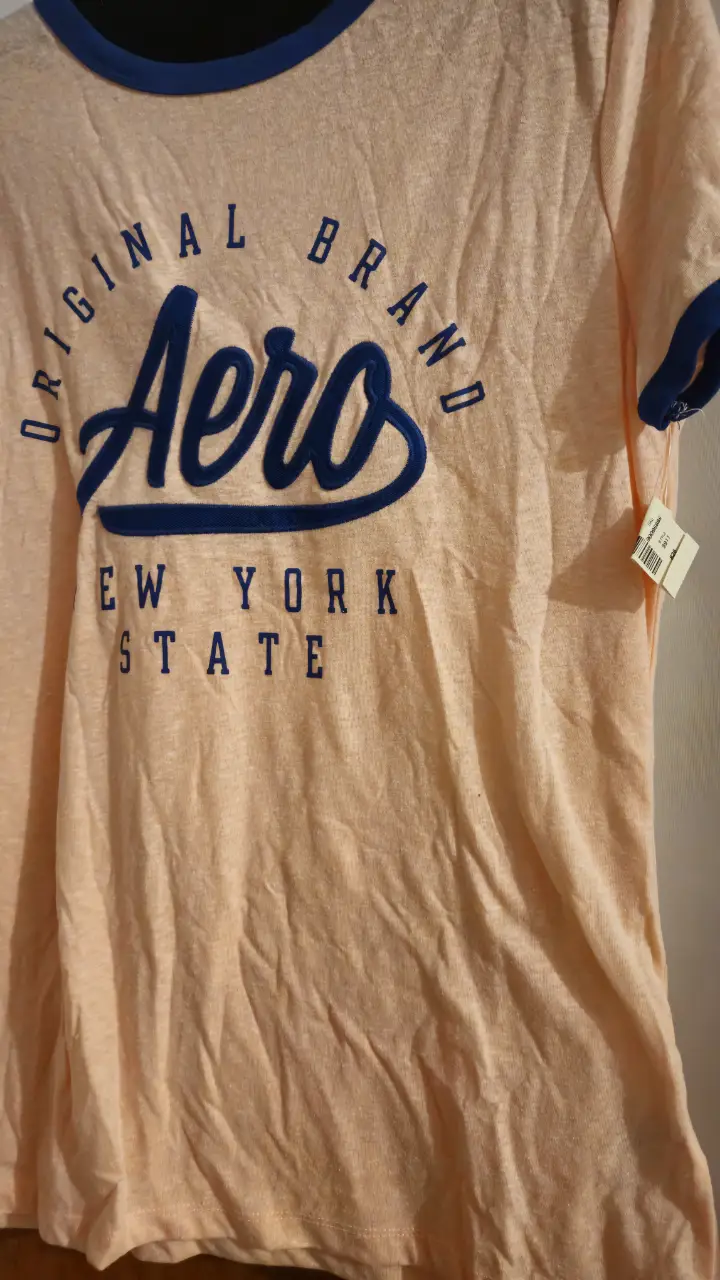 ORIGINAL BRAND
Aero
EW YORK
STATE